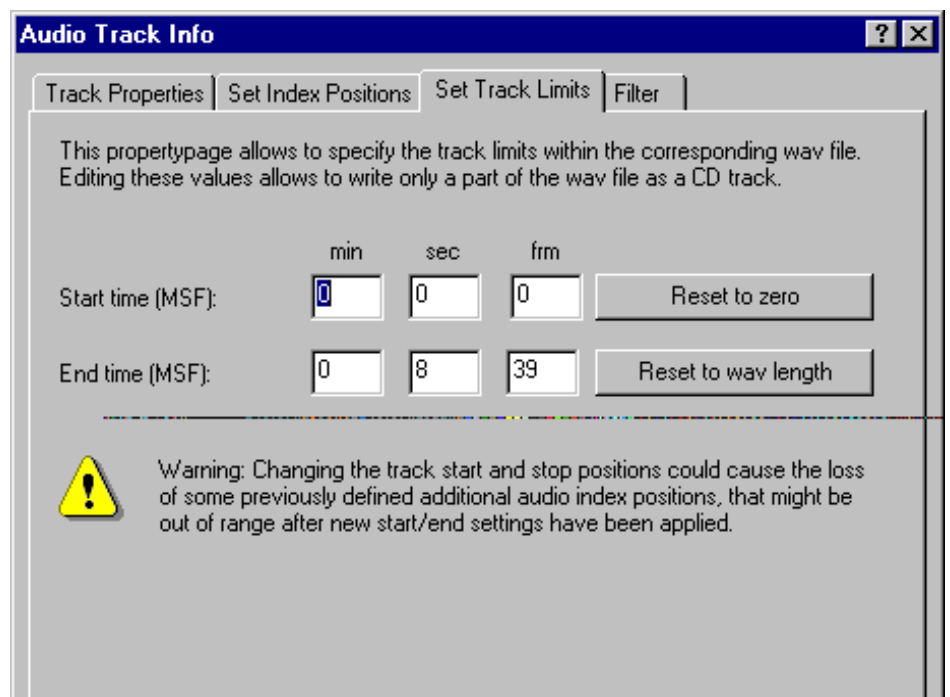 Audio Track Info
Track Properties Set Index Positions Set Track Limits Filter
This propertypage allows to specify the track limits within the corresponding wav file.
Editing these values allows to write only a part of the wav file as a CD track.
min sec frm
Start time (MSF): 0 0 0 Reset to zero
End time (MSF): 0 8 39 Reset to wav length
Warning: Changing the track start and stop positions could cause the loss
of some previously defined additional audio index positions, that might be
out of range after new start/end settings have been applied.